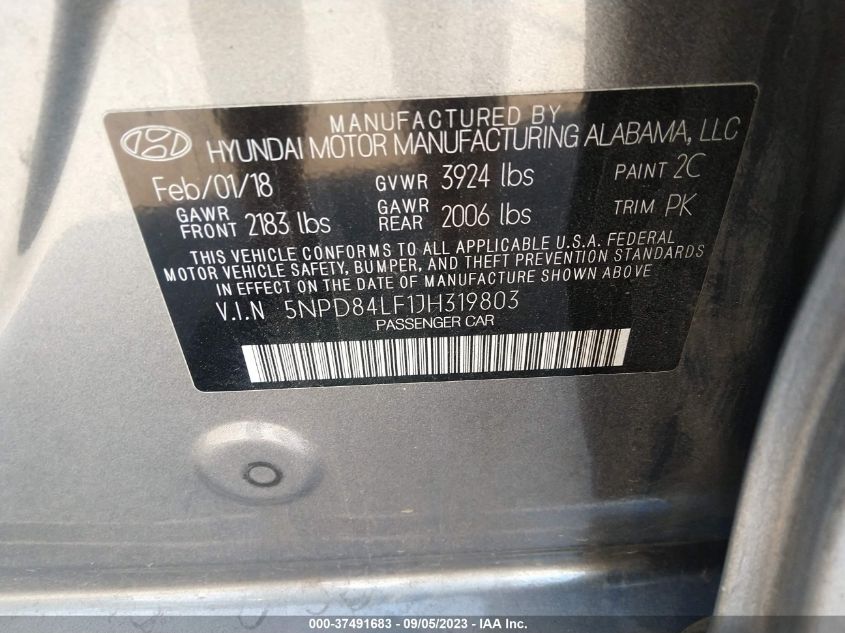 MANUFACTURED BY
HYUNDAI MOTOR MANUFACTURING ALABAMA, LLC
Feb/01/18 GVWR 3924 lbs PAINT 2C
GAWR FRONT 2183 lbs GAWR REAR 2006 lbs TRIM PK
THIS VEHICLE CONFORMS TO ALL APPLICABLE U.S.A. FEDERAL
MOTOR VEHICLE SAFETY, BUMPER, AND THEFT PREVENTION STANDARDS
IN EFFECT ON THE DATE OF MANUFACTURE SHOWN ABOVE
V.I.N 5NPD84LF1JH319803
PASSENGER CAR
000-37491683 - 09/05/2023 - © IAA Inc.